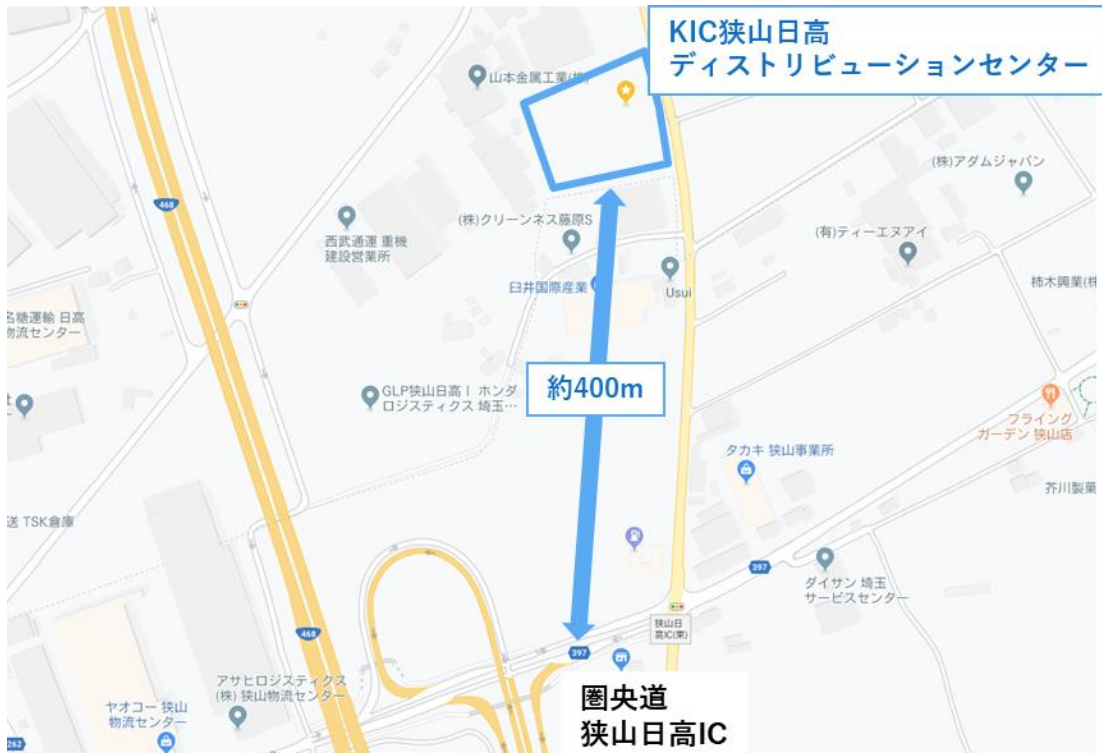 KIC狭山日高
ディストリビューションセンター
山本金属工業(株)
(株)アダムジャパン
468
(株)クリーンネス藤原S
西武通運 重機
建設営業所
(有)ティーエヌアイ
臼井国際産業
Usui
柿木興業(株
名糖運輸 日高
物流センター
約400m
GLP狭山日高 | ホンダ
ロジスティクス 埼玉…
社
フライング
ガーデン 狭山店
タカキ 狭山事業所
芥川製菓
送 TSK倉庫
397
ダイサン 埼玉
サービスセンター
468
狭山日
高IC(東)
397
アサヒロジスティクス
(株) 狭山物流センター
圏央道
狭山日高IC
ヤオコー 狭山
物流センター
262